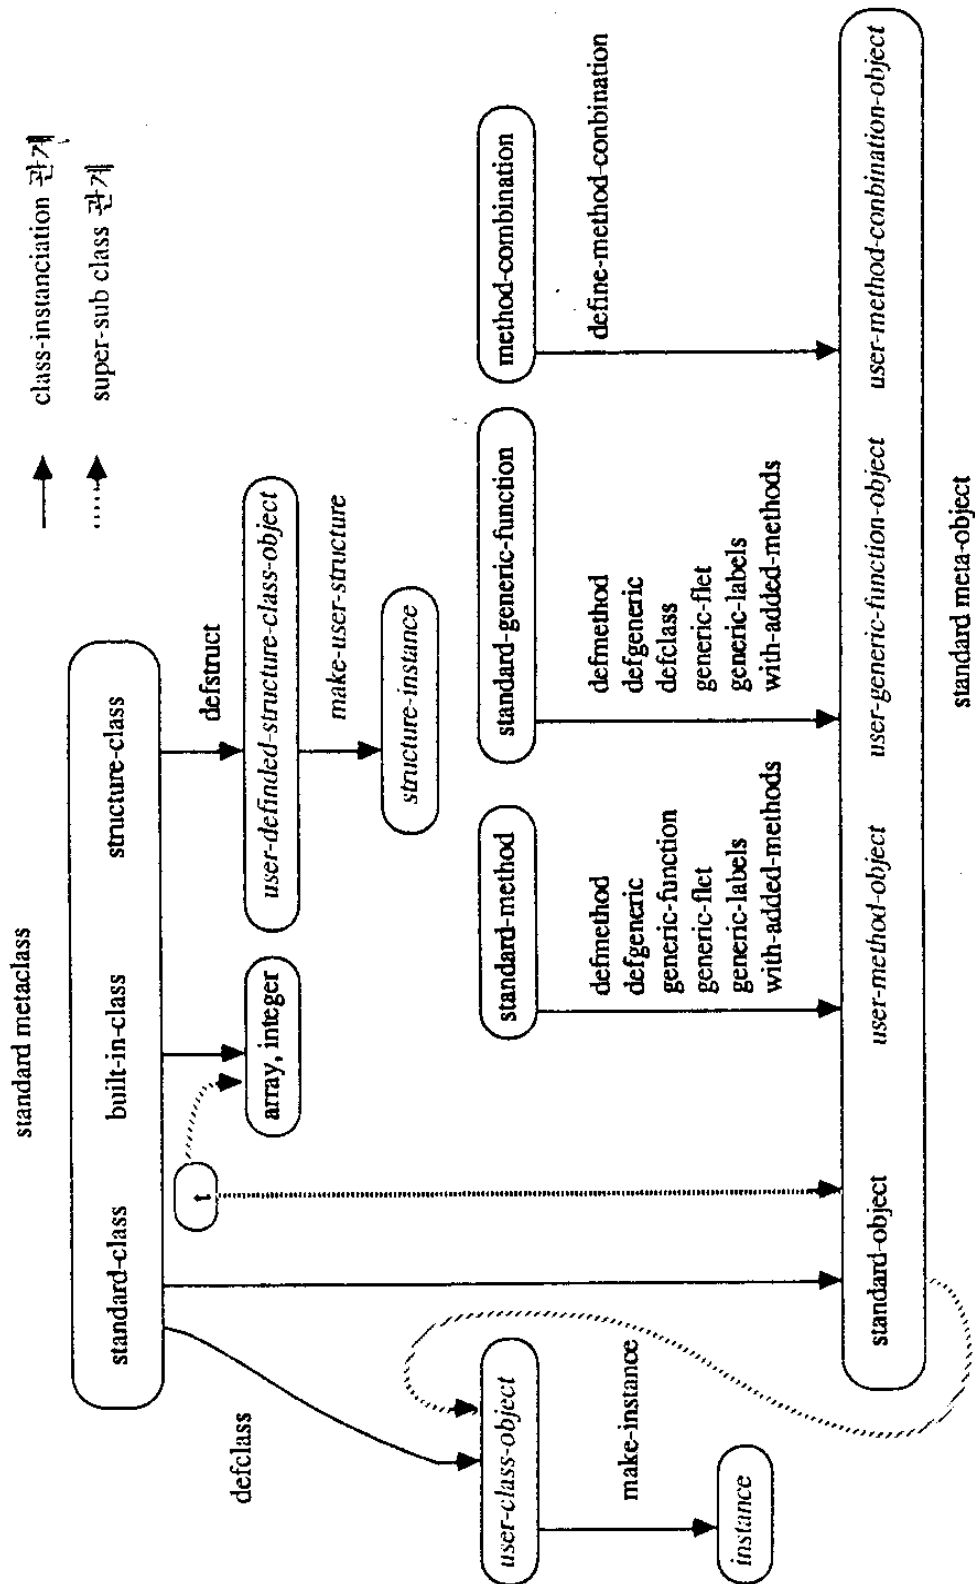 class-instanciation 관계
super-sub class 관계
standard metaclass
standard-class
built-in-class
structure-class
defclass
t
array, integer
defstruct
user-definded-structure-class-object
make-user-structure
structure-instance
user-class-object
make-instance
instance
standard-method
defmethod
defgeneric
generic-function
generic-flet
generic-labels
with-added-methods
standard-generic-function
defmethod
defgeneric
defclass
generic-flet
generic-labels
with-added-methods
method-combination
define-method-conbination
standard-object
user-method-object
user-generic-function-object
user-method-conbination-object
standard meta-object